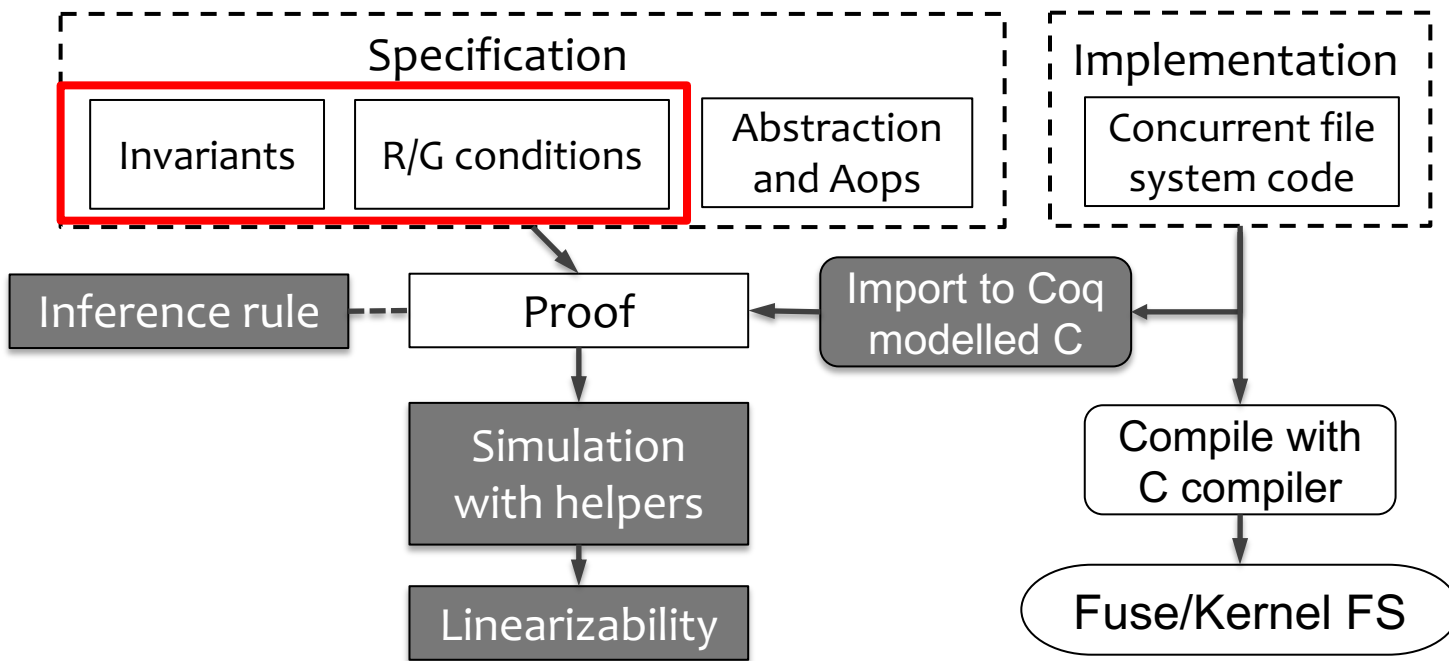 Specification
Invariants
R/G conditions
Abstraction
and Aops
Implementation
Concurrent file
system code
Inference rule
Proof
Import to Coq
modelled C
Simulation
with helpers
Compile with
C compiler
Linearizability
Fuse/Kernel FS